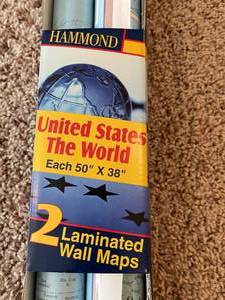 HAMMOND
United States
The World
Each 50" X 38"
2 Laminated
Wall Maps